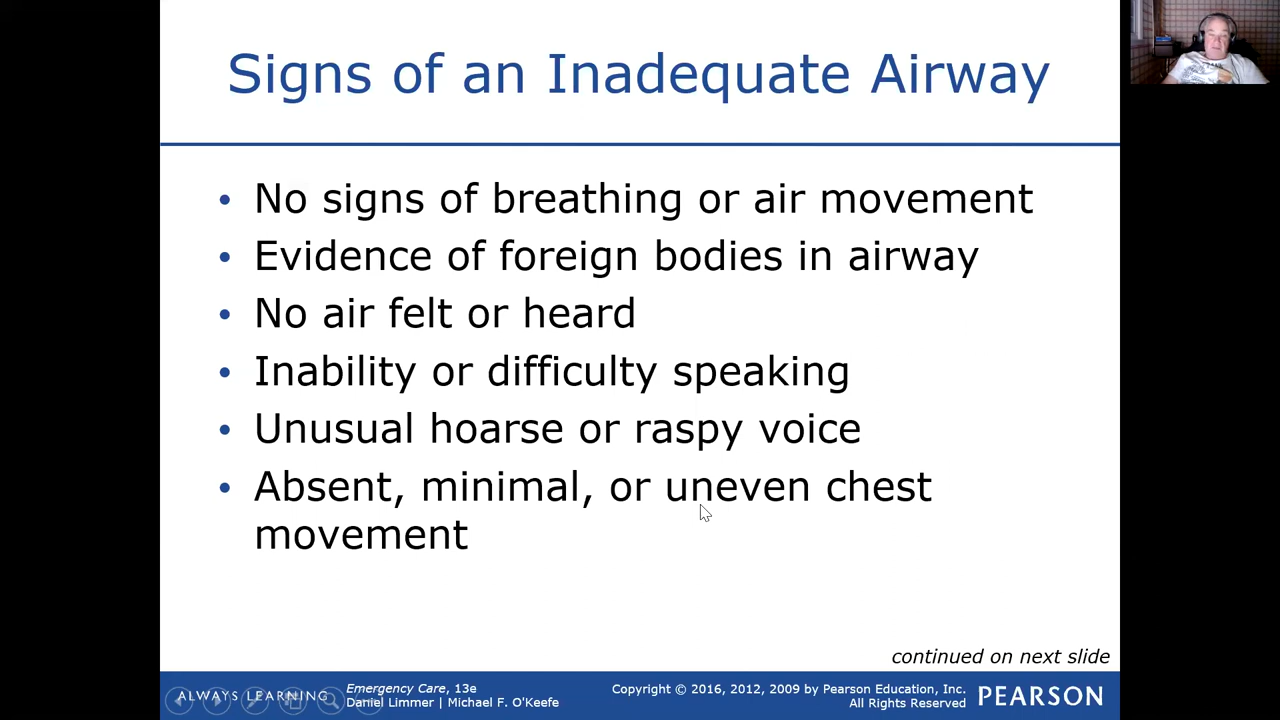 Signs of an Inadequate Airway
• No signs of breathing or air movement
• Evidence of foreign bodies in airway
• No air felt or heard
• Inability or difficulty speaking
• Unusual hoarse or raspy voice
• Absent, minimal, or uneven chest
movement
continued on next slide
ALWAYS LEARNING
Emergency Care, 13e
Daniel Limmer | Michael F. O'Keefe
Copyright © 2016, 2012, 2009 by Pearson Education, Inc.
All Rights Reserved
PEARSON